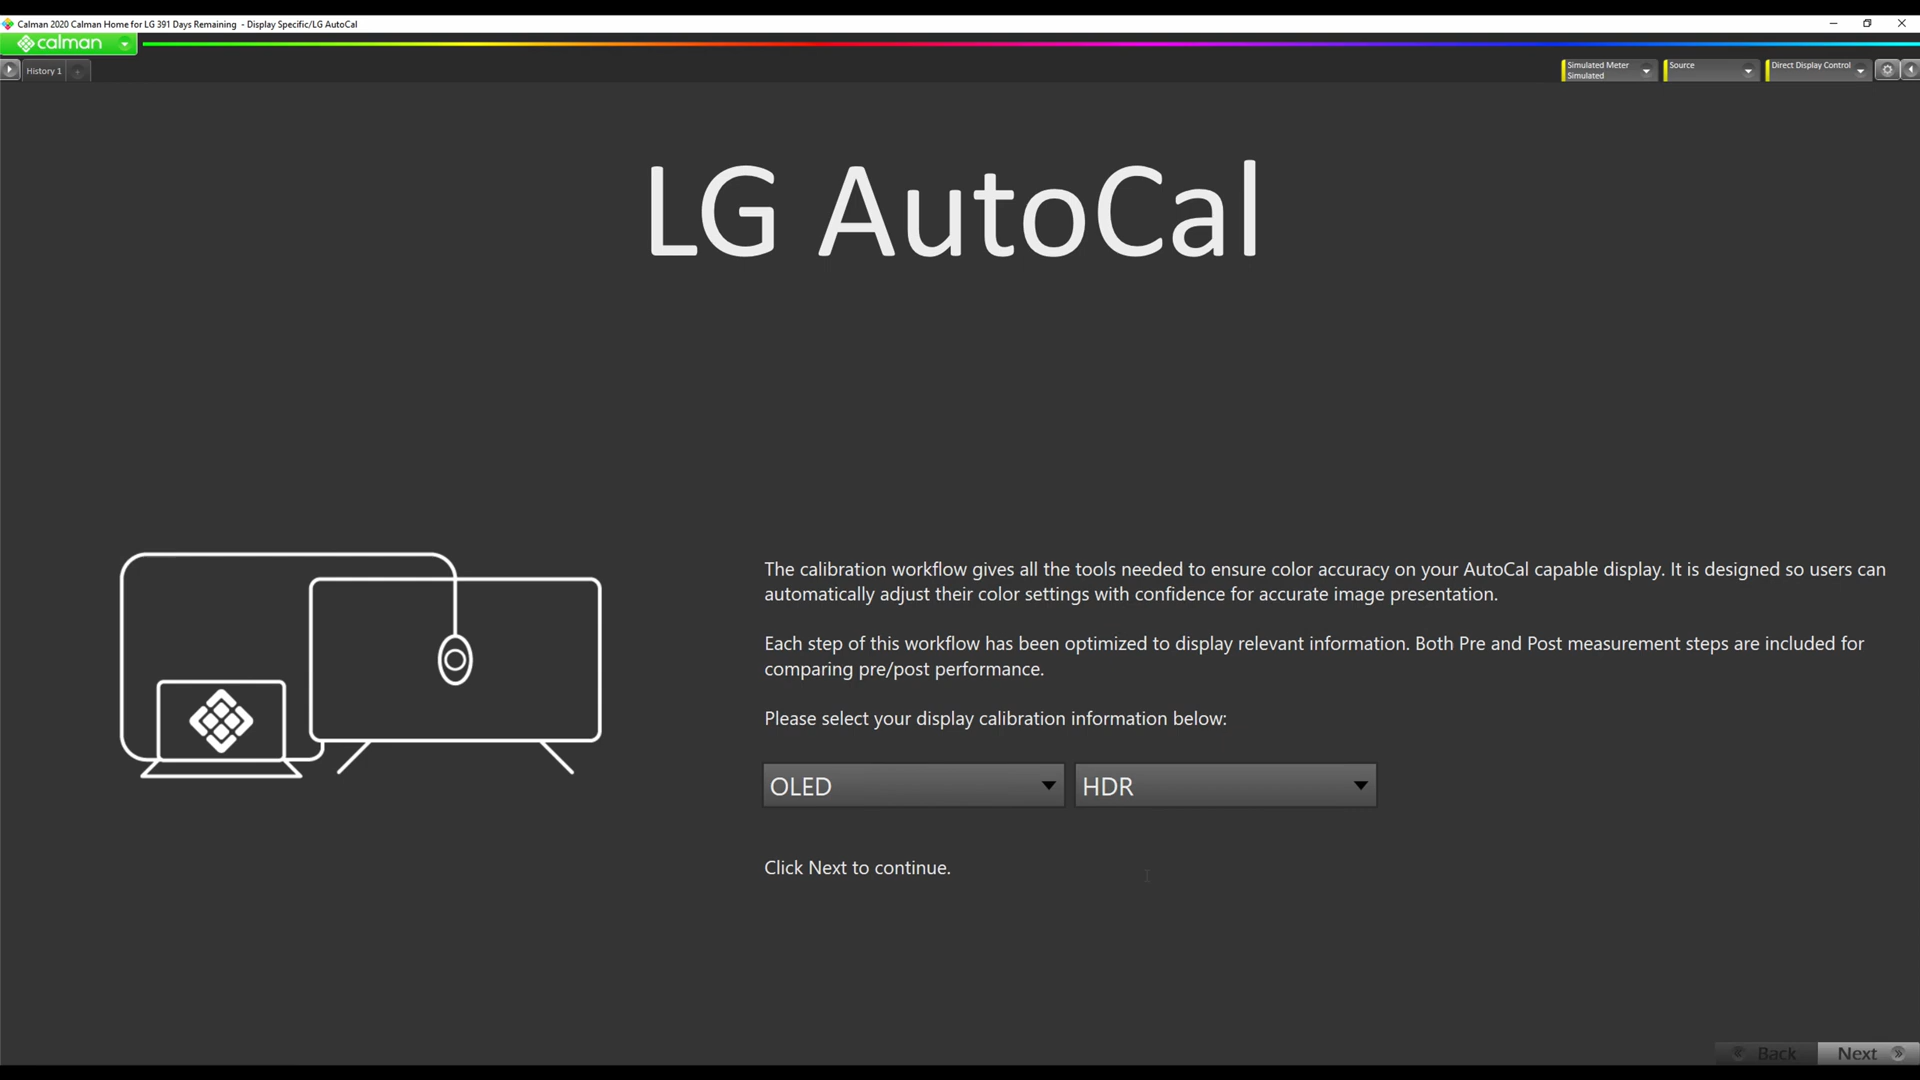 Calman 2020 Calman Home for LG 391 Days Remaining  - Display Specific/LG AutoCal
calman
History 1
Simulated Meter
Simulated
Source
Direct Display Control
LG AutoCal
The calibration workflow gives all the tools needed to ensure color accuracy on your AutoCal capable display. It is designed so users can
automatically adjust their color settings with confidence for accurate image presentation.
Each step of this workflow has been optimized to display relevant information. Both Pre and Post measurement steps are included for
comparing pre/post performance.
Please select your display calibration information below:
OLED
HDR
Click Next to continue.
Back
Next